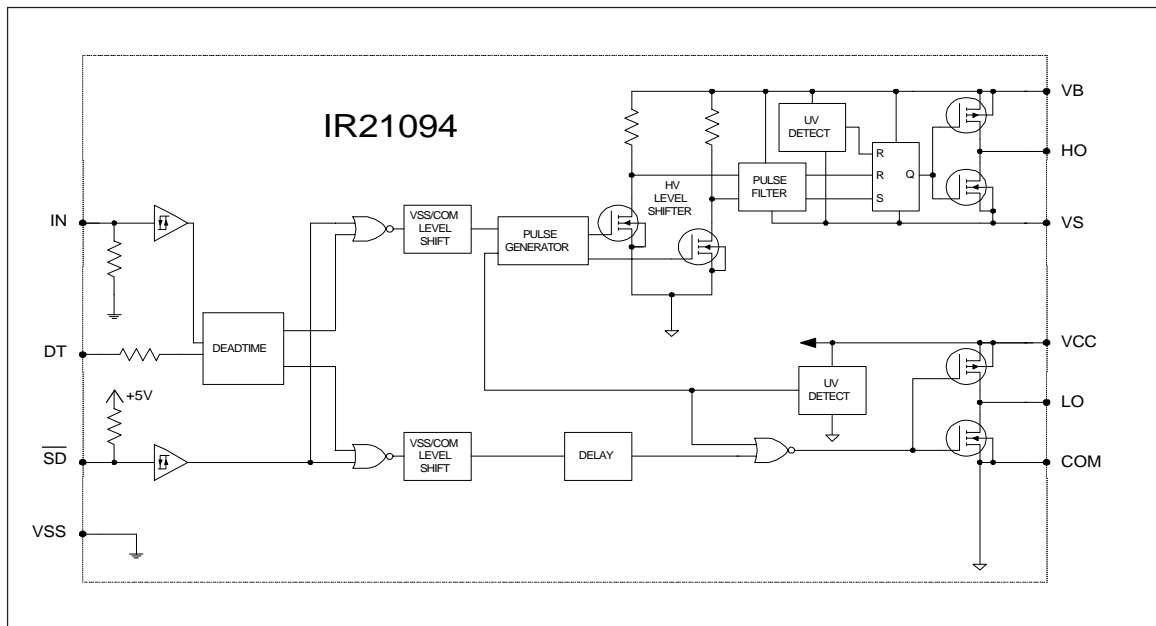 IR21094
VB
UV
DETECT
HO
R
R
Q
S
PULSE
FILTER
HV
LEVEL
SHIFTER
IN
VSS/COM
LEVEL
SHIFT
PULSE
GENERATOR
VS
DEADTIME
DT
VCC
+5V
UV
DETECT
LO
SD
VSS/COM
LEVEL
SHIFT
DELAY
COM
VSS